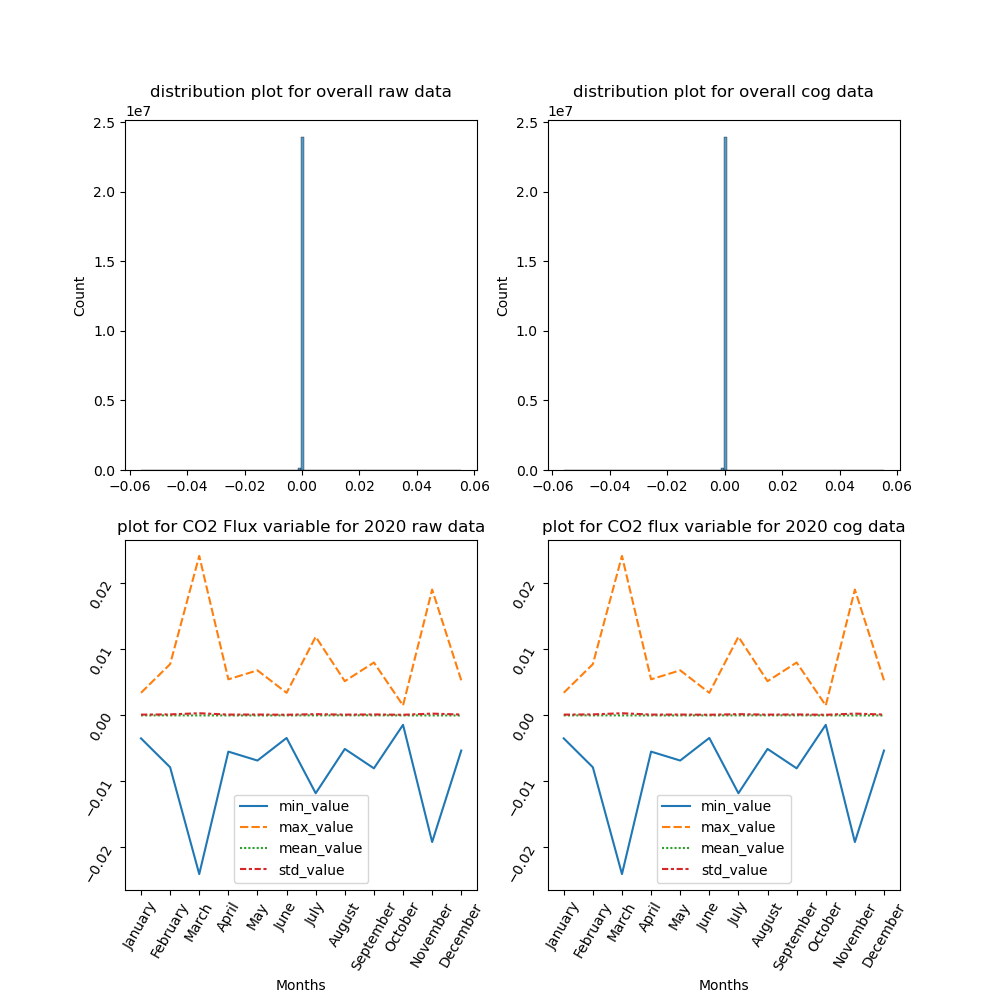 distribution plot for overall raw data
distribution plot for overall cog data
1e7
1e7
2.5
2.0
1.5
1.0
0.5
0.0
Count
−0.06 −0.04 −0.02 0.00 0.02 0.04 0.06
2.5
2.0
1.5
1.0
0.5
0.0
Count
−0.06 −0.04 −0.02 0.00 0.02 0.04 0.06
plot for CO2 Flux variable for 2020 raw data
0.02
0.01
0.00
−0.01
−0.02
min_value
max_value
mean_value
std_value
January February March April May June July August September October November December
Months
plot for CO2 flux variable for 2020 cog data
0.02
0.01
0.00
−0.01
−0.02
min_value
max_value
mean_value
std_value
January February March April May June July August September October November December
Months